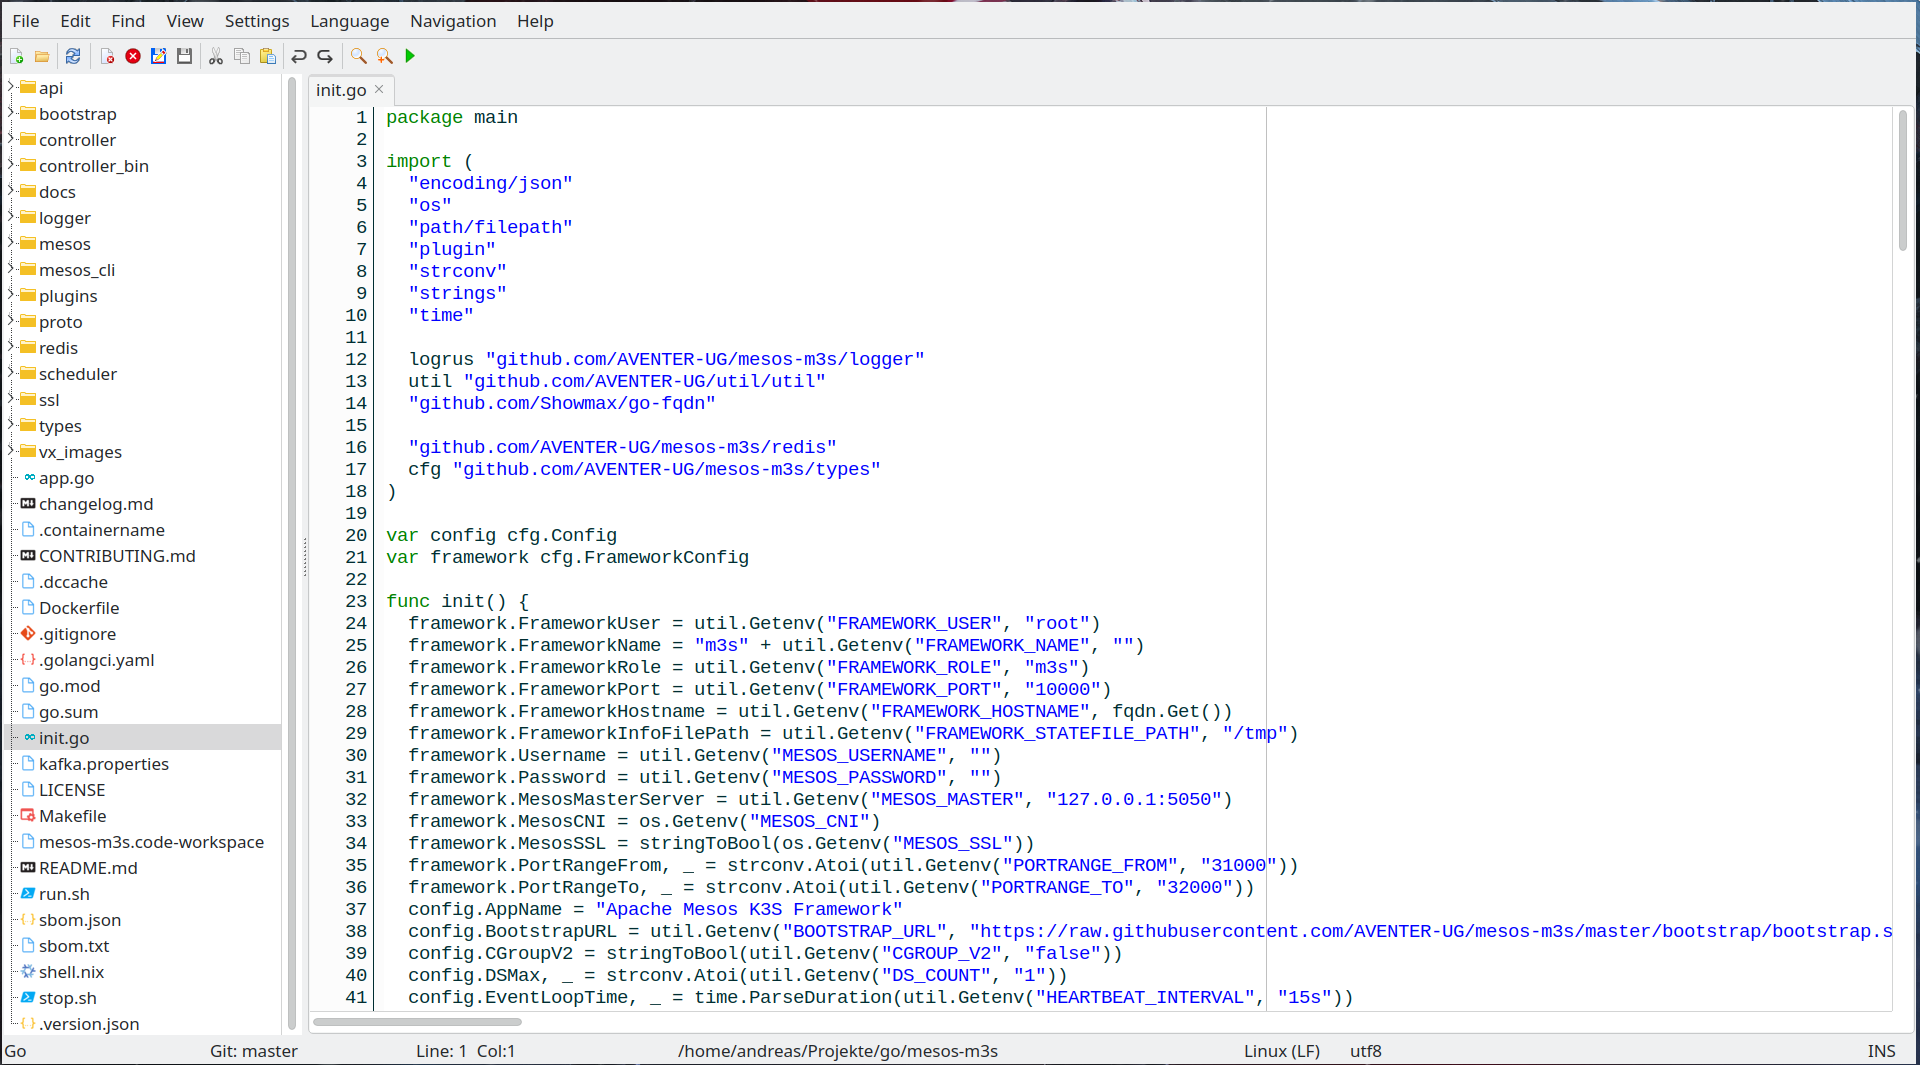 File Edit Find View Settings Language Navigation Help
api
bootstrap
controller
controller_bin
docs
logger
mesos
mesos_cli
plugins
proto
redis
scheduler
ssl
types
vx_images
app.go
changelog.md
.containername
CONTRIBUTING.md
.dccache
Dockerfile
.gitignore
.golangci.yaml
go.mod
go.sum
init.go
kafka.properties
LICENSE
Makefile
mesos-m3s.code-workspace
README.md
run.sh
sbom.json
sbom.txt
shell.nix
stop.sh
.version.json
init.go
1 package main
2
3 import (
4   "encoding/json"
5   "os"
6   "path/filepath"
7   "plugin"
8   "strconv"
9   "strings"
10   "time"
11
12   logrus "github.com/AVENTER-UG/mesos-m3s/logger"
13   util "github.com/AVENTER-UG/util/util"
14   "github.com/Showmax/go-fqdn"
15
16   "github.com/AVENTER-UG/mesos-m3s/redis"
17   cfg "github.com/AVENTER-UG/mesos-m3s/types"
18 )
19
20 var config cfg.Config
21 var framework cfg.FrameworkConfig
22
23 func init() {
24   framework.FrameworkUser = util.Getenv("FRAMEWORK_USER", "root")
25   framework.FrameworkName = "m3s" + util.Getenv("FRAMEWORK_NAME", "")
26   framework.FrameworkRole = util.Getenv("FRAMEWORK_ROLE", "m3s")
27   framework.FrameworkPort = util.Getenv("FRAMEWORK_PORT", "10000")
28   framework.FrameworkHostname = util.Getenv("FRAMEWORK_HOSTNAME", fqdn.Get())
29   framework.FrameworkInfoFilePath = util.Getenv("FRAMEWORK_STATEFILE_PATH", "/tmp")
30   framework.Username = util.Getenv("MESOS_USERNAME", "")
31   framework.Password = util.Getenv("MESOS_PASSWORD", "")
32   framework.MesosMasterServer = util.Getenv("MESOS_MASTER", "127.0.0.1:5050")
33   framework.MesosCNI = os.Getenv("MESOS_CNI")
34   framework.MesosSSL = stringToBool(os.Getenv("MESOS_SSL"))
35   framework.PortRangeFrom, _ = strconv.Atoi(util.Getenv("PORTRANGE_FROM", "31000"))
36   framework.PortRangeTo, _ = strconv.Atoi(util.Getenv("PORTRANGE_TO", "32000"))
37   config.AppName = "Apache Mesos K3S Framework"
38   config.BootstrapURL = util.Getenv("BOOTSTRAP_URL", "https://raw.githubusercontent.com/AVENTER-UG/mesos-m3s/master/bootstrap/bootstrap.s
39   config.CGroupV2 = stringToBool(util.Getenv("CGROUP_V2", "false"))
40   config.DSMax, _ = strconv.Atoi(util.Getenv("DS_COUNT", "1"))
41   config.EventLoopTime, _ = time.ParseDuration(util.Getenv("HEARTBEAT_INTERVAL", "15s"))
Go Git: master Line: 1 Col:1 /home/andreas/Projekte/go/mesos-m3s Linux (LF) utf8 INS